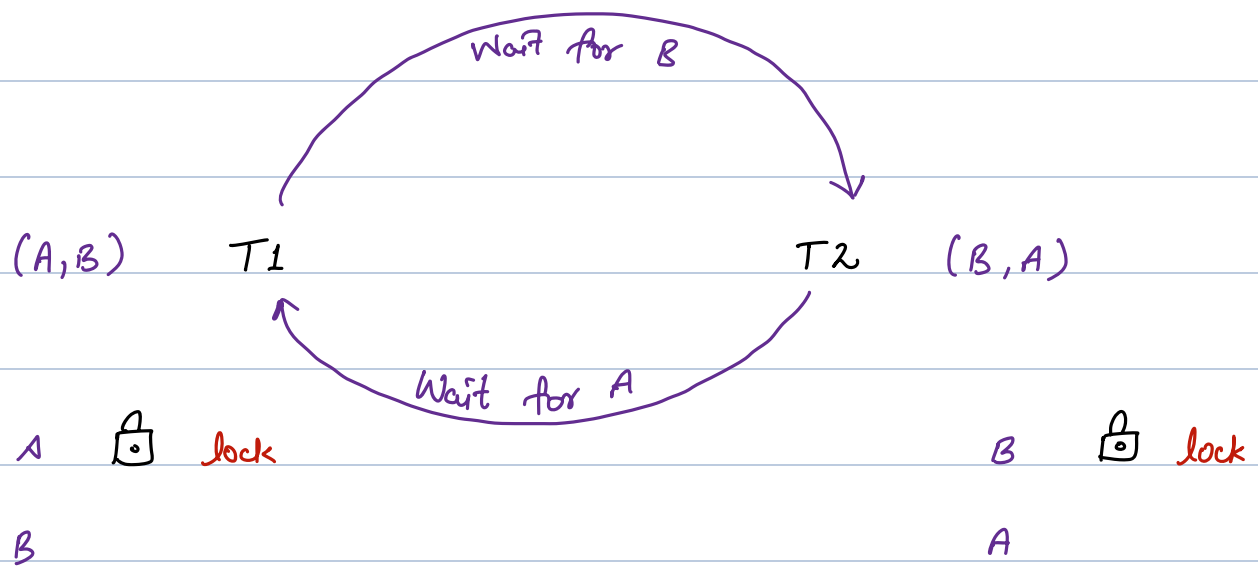 Wait for B
(A,B) T1 T2 (B,A)
Wait for A
A lock B lock
B A